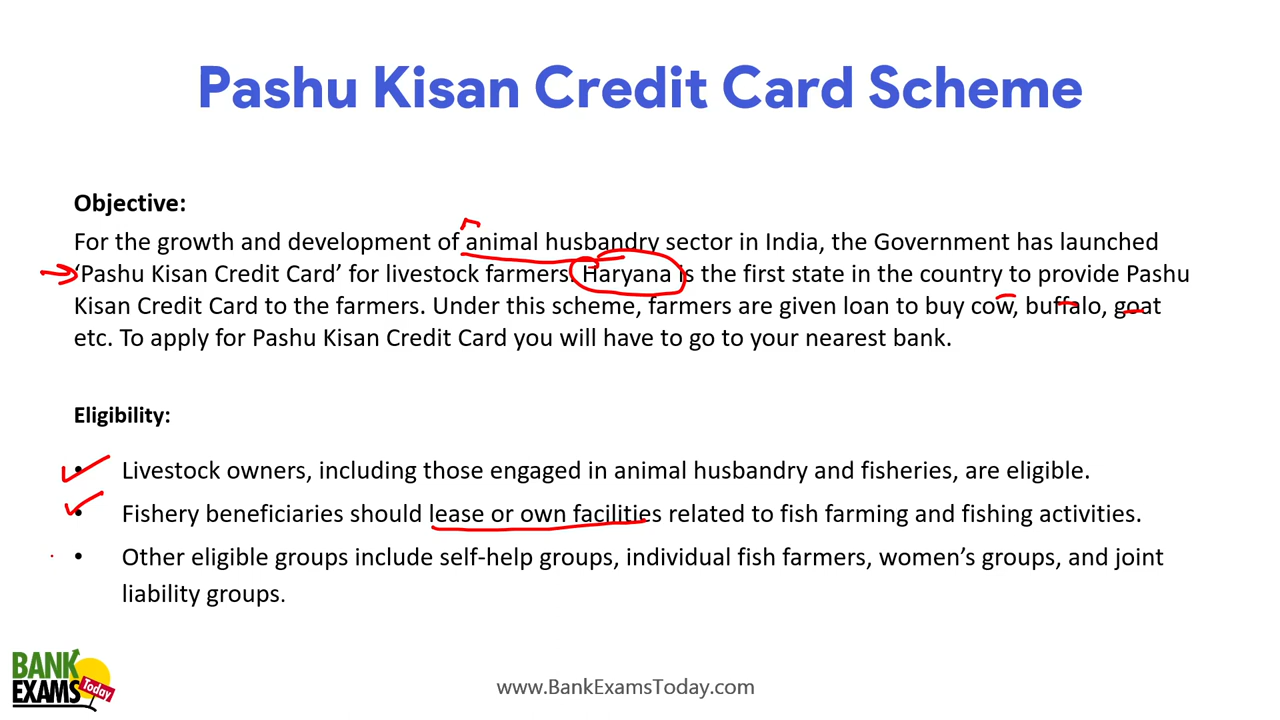 Pashu Kisan Credit Card Scheme
Objective:
For the growth and development of animal husbandry sector in India, the Government has launched
‘Pashu Kisan Credit Card’ for livestock farmers. Haryana is the first state in the country to provide Pashu
Kisan Credit Card to the farmers. Under this scheme, farmers are given loan to buy cow, buffalo, goat
etc. To apply for Pashu Kisan Credit Card you will have to go to your nearest bank.
Eligibility:
• Livestock owners, including those engaged in animal husbandry and fisheries, are eligible.
• Fishery beneficiaries should lease or own facilities related to fish farming and fishing activities.
• Other eligible groups include self-help groups, individual fish farmers, women’s groups, and joint
liability groups.
BANK
EXAMS
Today
www.BankExamsToday.com